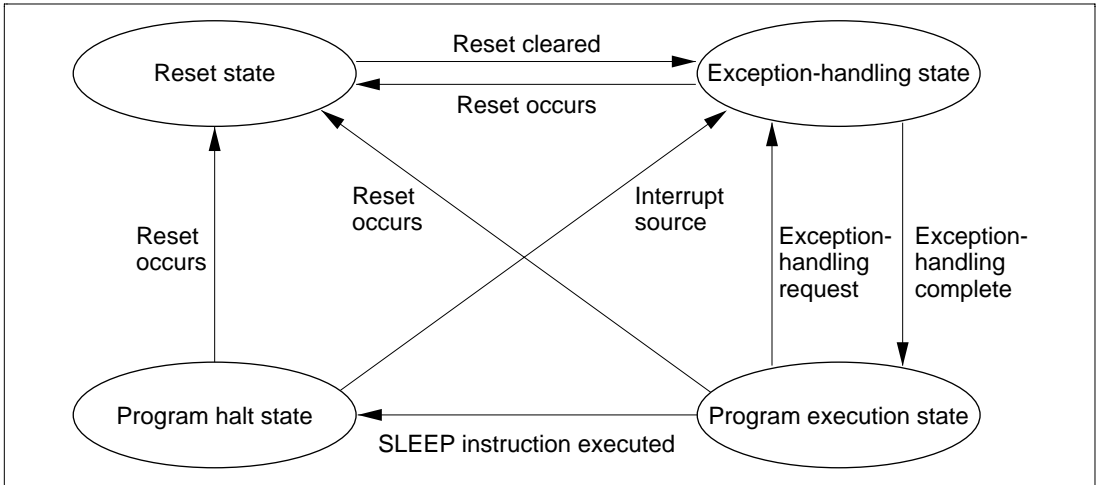 Reset cleared
Reset state
Exception-handling state
Reset occurs
Reset
occurs
Interrupt
source
Reset
occurs
Exception-
handling
request
Exception-
handling
complete
Program halt state
Program execution state
SLEEP instruction executed